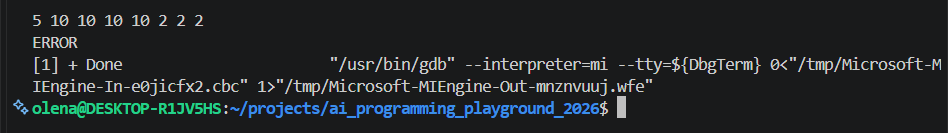 5 10 10 10 10 2 2 2
ERROR
[1] + Done                       "/usr/bin/gdb" --interpreter=mi --tty=${DbgTerm} 0<"/tmp/Microsoft-M
IEngine-In-e0jicfx2.cbc" 1>"/tmp/Microsoft-MIEngine-Out-mnznvuuj.wfe"
olena@DESKTOP-R1JV5HS:~/projects/ai_programming_playground_2026$